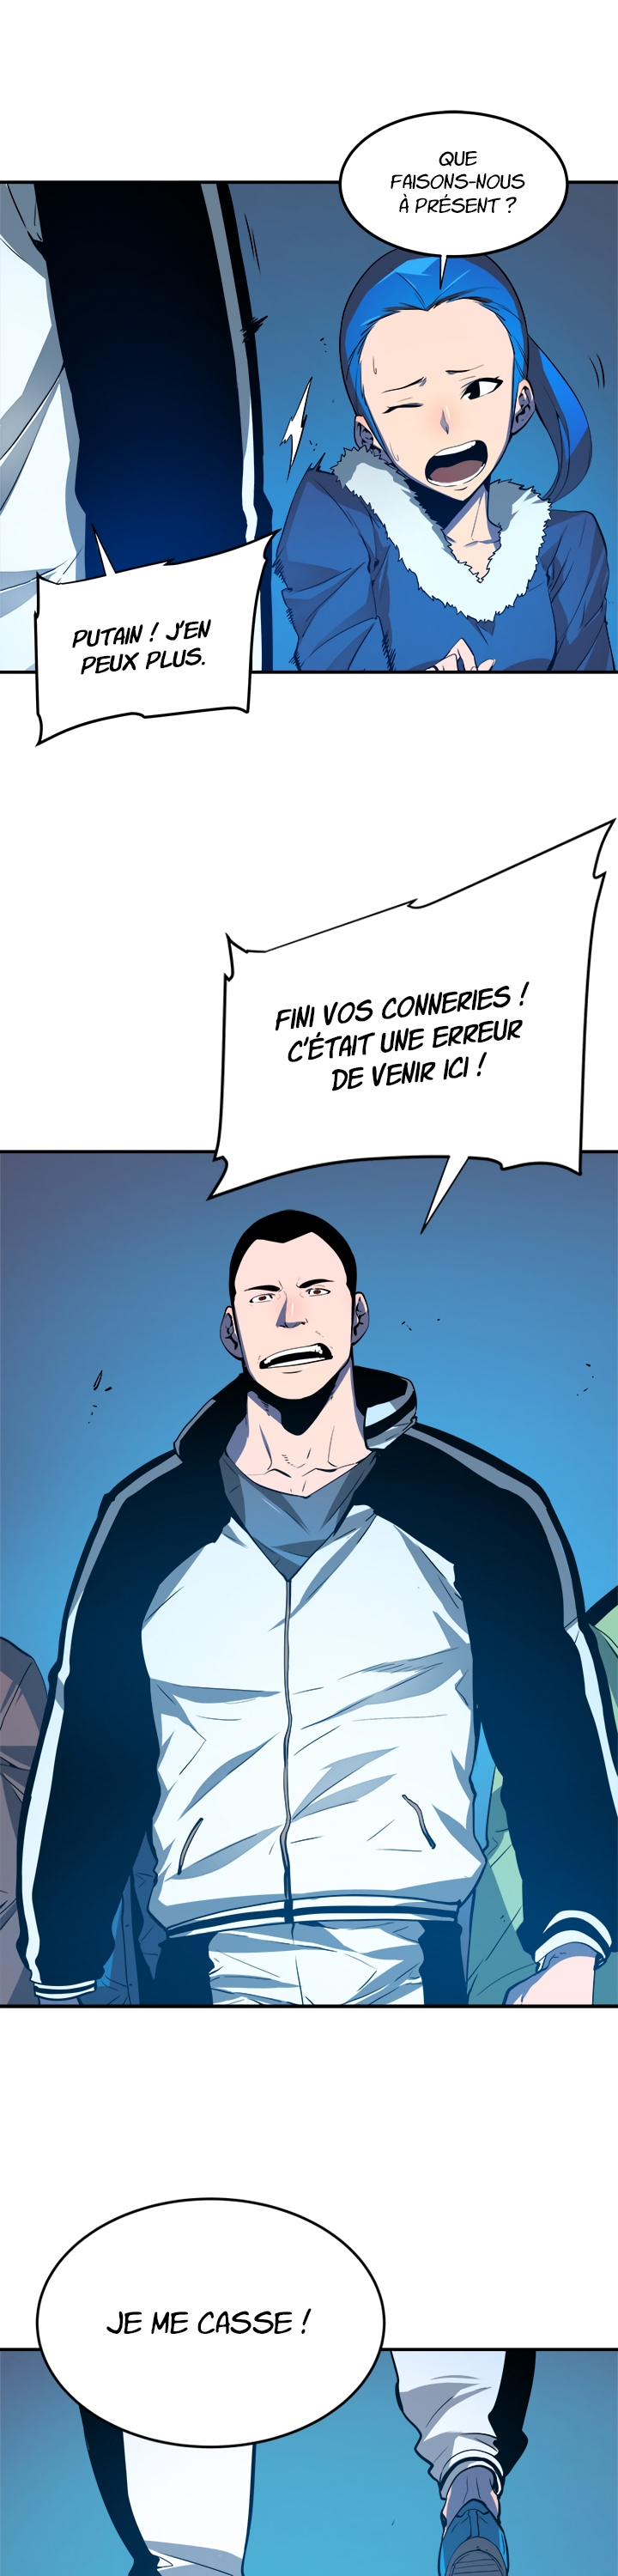 QUE
FAISONS-NOUS
À PRÉSENT ?
PUTAIN ! J'EN
PEUX PLUS.
FINI VOS CONNERIES !
C'ÉTAIT UNE ERREUR
DE VENIR ICI !
JE ME CASSE !